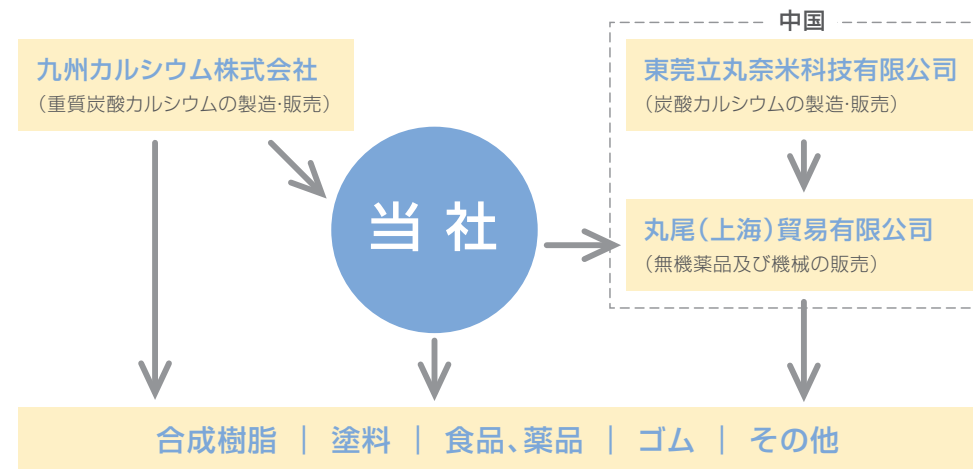 中国
九州カルシウム株式会社
（重質炭酸カルシウムの製造・販売）
東莞立丸奈米科技有限公司
（炭酸カルシウムの製造・販売）
当社
丸尾（上海）貿易有限公司
（無機薬品及び機械の販売）
合成樹脂 | 塗料 | 食品、薬品 | ゴム | その他